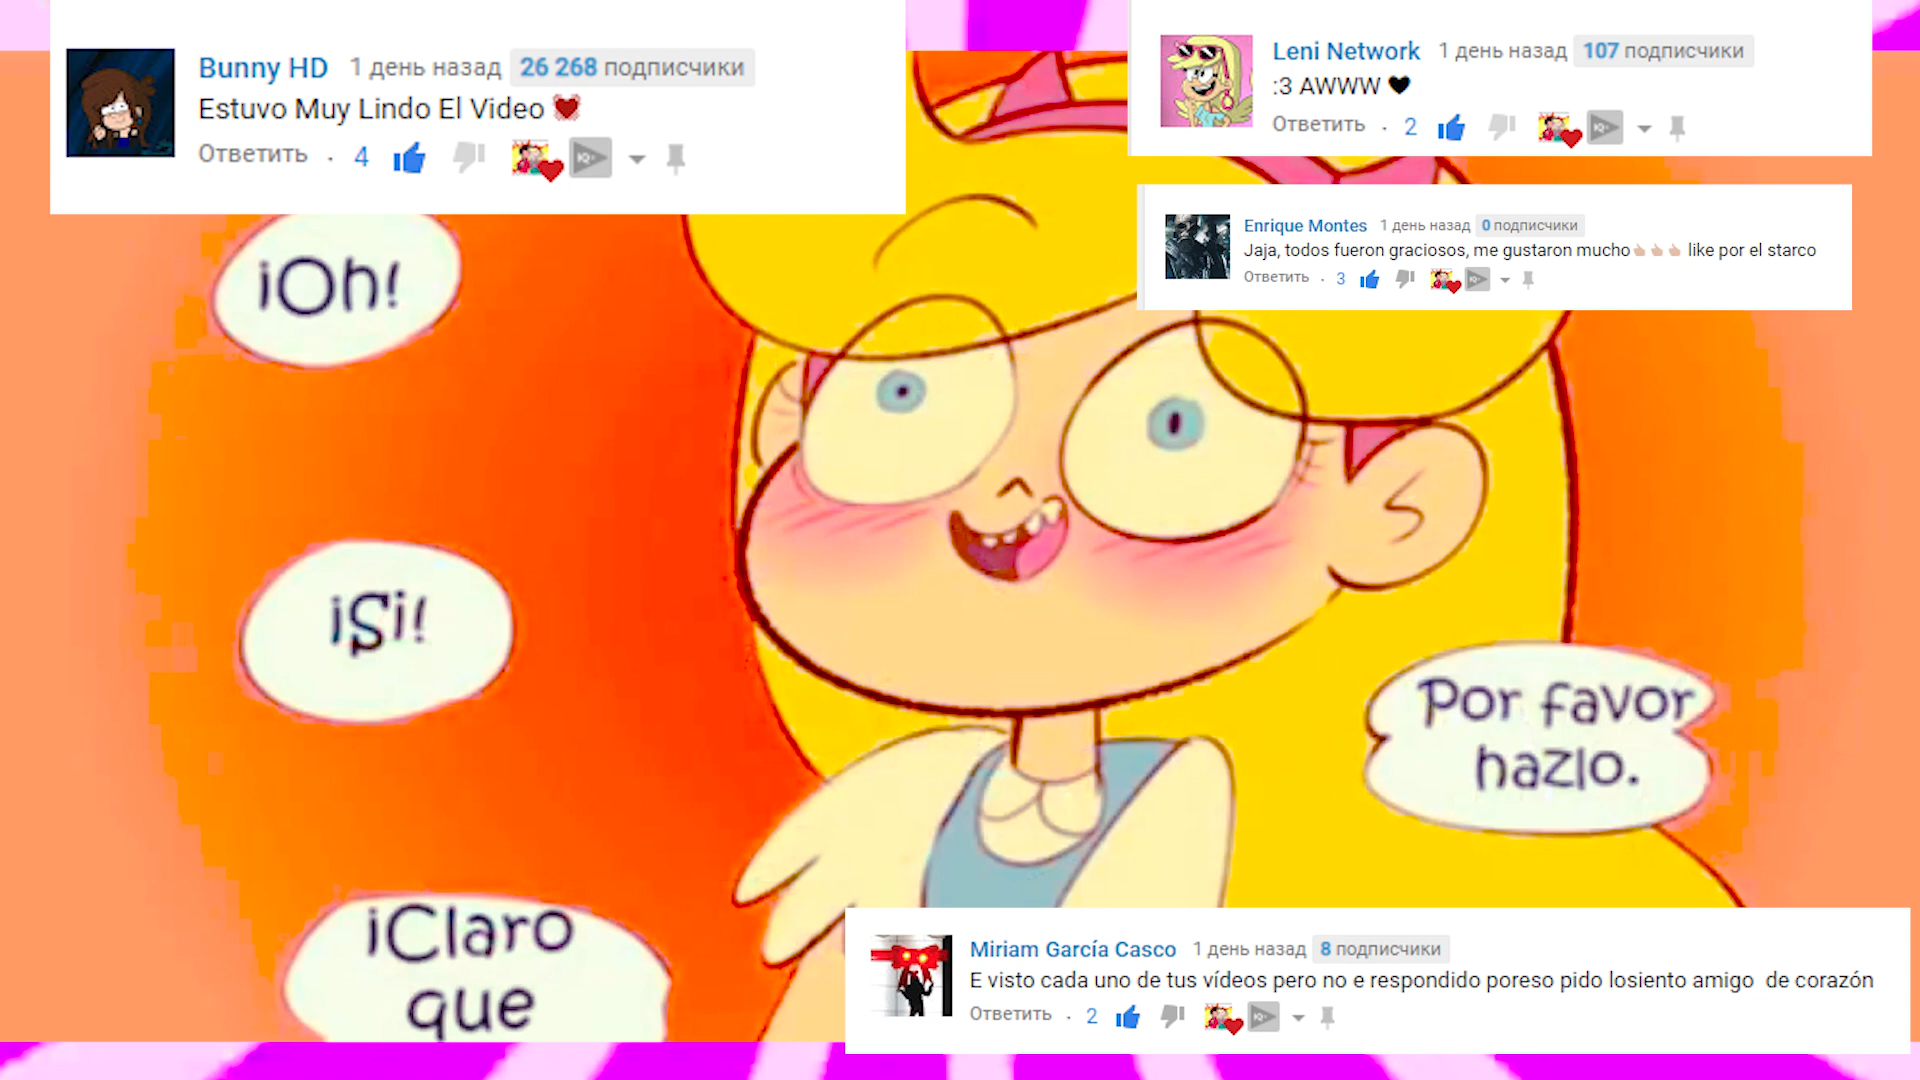 Bunny HD 1 день назад 26 268 подписчики
Estuvo Muy Lindo El Video
Ответить · 4
Leni Network 1 день назад 107 подписчики
:3 AWWW
Ответить · 2
Enrique Montes 1 день назад 0 подписчики
Jaja, todos fueron graciosos, me gustaron mucho👍🏻👍🏻👍🏻 like por el starco
Ответить · 3
¡Oh!
¡Si!
Por favor
hazlo.
¡Claro
que
Miriam García Casco 1 день назад 8 подписчики
E visto cada uno de tus vídeos pero no e respondido poreso pido losiento amigo de corazón
Ответить · 2